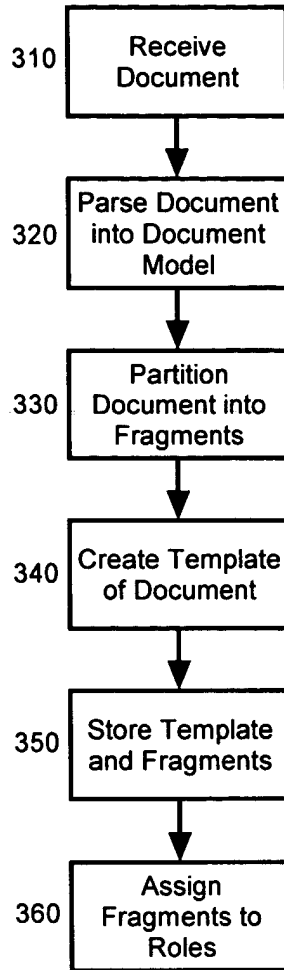 310
Receive
Document
320
Parse Document
into Document
Model
330
Partition
Document into
Fragments
340
Create Template
of Document
350
Store Template
and Fragments
360
Assign
Fragments to
Roles